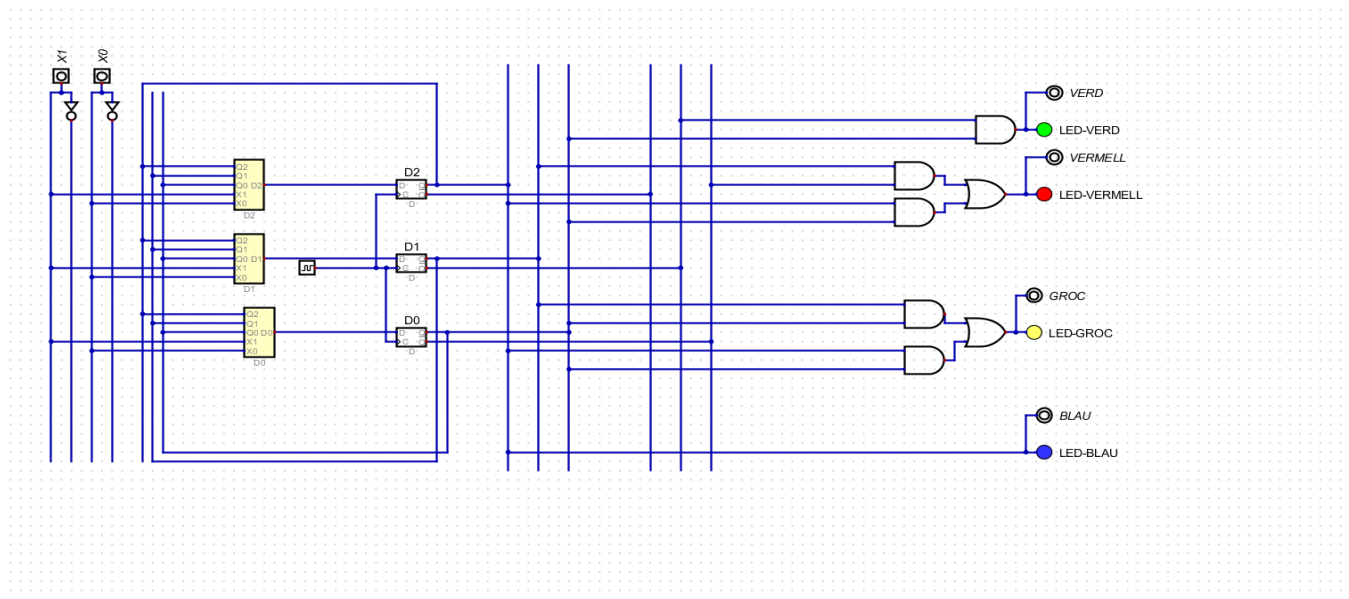 X1
X0
VERD
LED-VERD
VERMELL
LED-VERMELL
Q2
Q1
Q0 D2
X1
X0
D2
D2
D Q
C Q
D
Q2
Q1
Q0 D1
X1
X0
D1
D1
D Q
C Q
D
Q2
Q1
Q0 D0
X1
X0
D0
D0
D Q
C Q
D
GROC
LED-GROC
BLAU
LED-BLAU